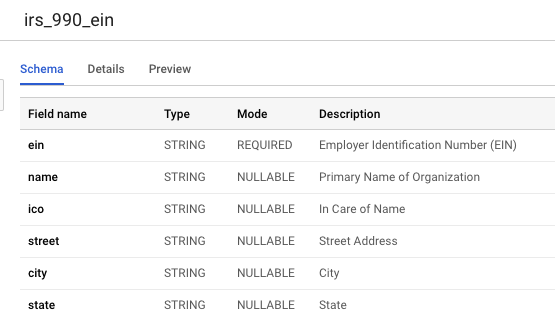 irs_990_ein
Schema Details Preview
Field name Type Mode Description
ein STRING REQUIRED Employer Identification Number (EIN)
name STRING NULLABLE Primary Name of Organization
ico STRING NULLABLE In Care of Name
street STRING NULLABLE Street Address
city STRING NULLABLE City
state STRING NULLABLE State